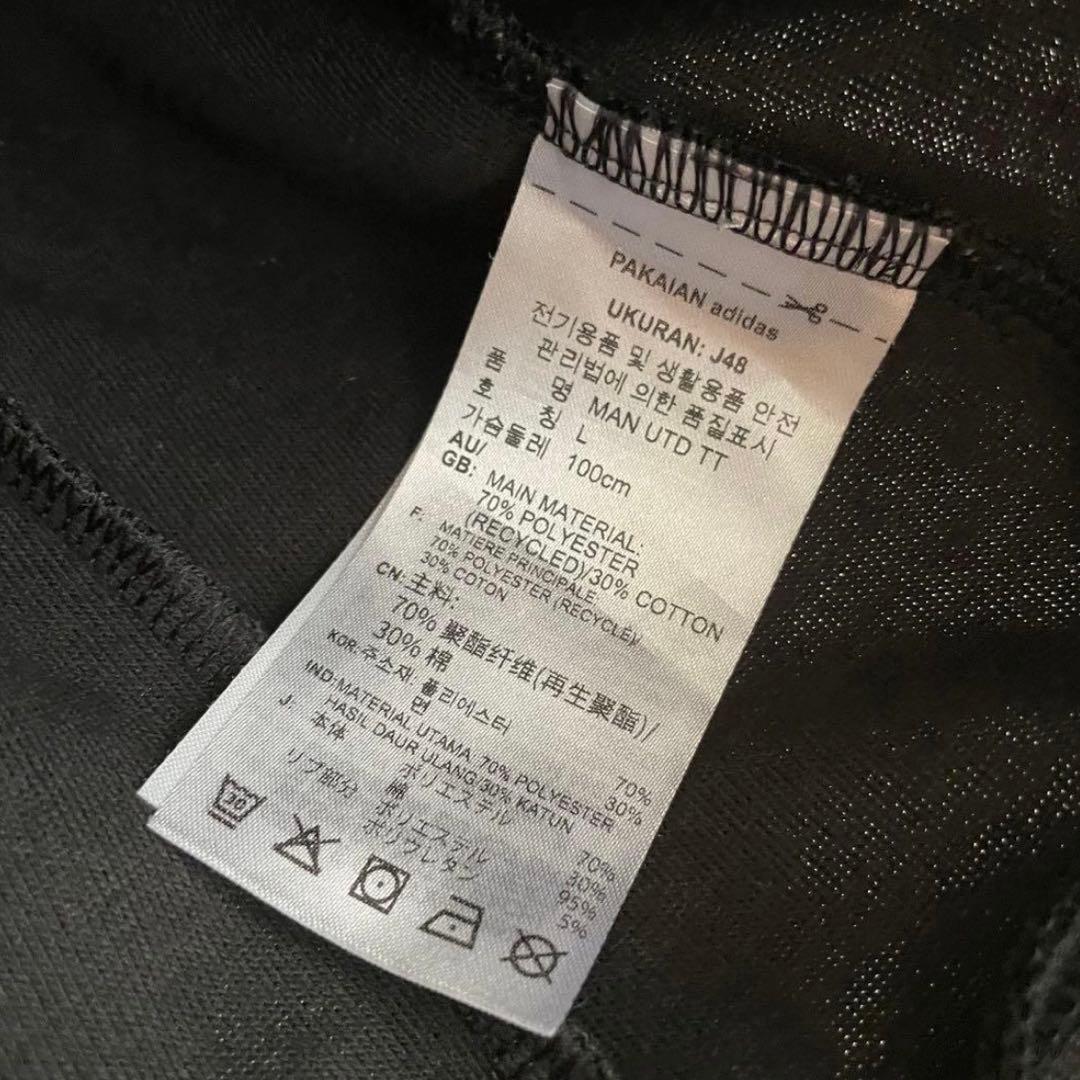 PAKAIAN adidas
UKURAN: J48
전기용품 및 생활용품 안전
관리법에 의한 품질표시
품 명 MAN UTD TT
호 칭 L
가슴둘레 100cm
AU/
GB: MAIN MATERIAL:
70% POLYESTER
(RECYCLED)/30% COTTON
F. MATIERE PRINCIPALE:
70% POLYESTER (RECYCLE)/
30% COTON
CN: 主料:
70% 聚酯纤维(再生聚酯)/
30% 棉
KOR-주소재 폴리에스터 70%
면 30%
IND-MATERIAL UTAMA 70% POLYESTER
HASIL DAUR ULANG/30% KATUN
J. 本体 ポリエステル 70%
綿 30%
リブ部分 ポリエステル 95%
ポリウレタン 5%
30